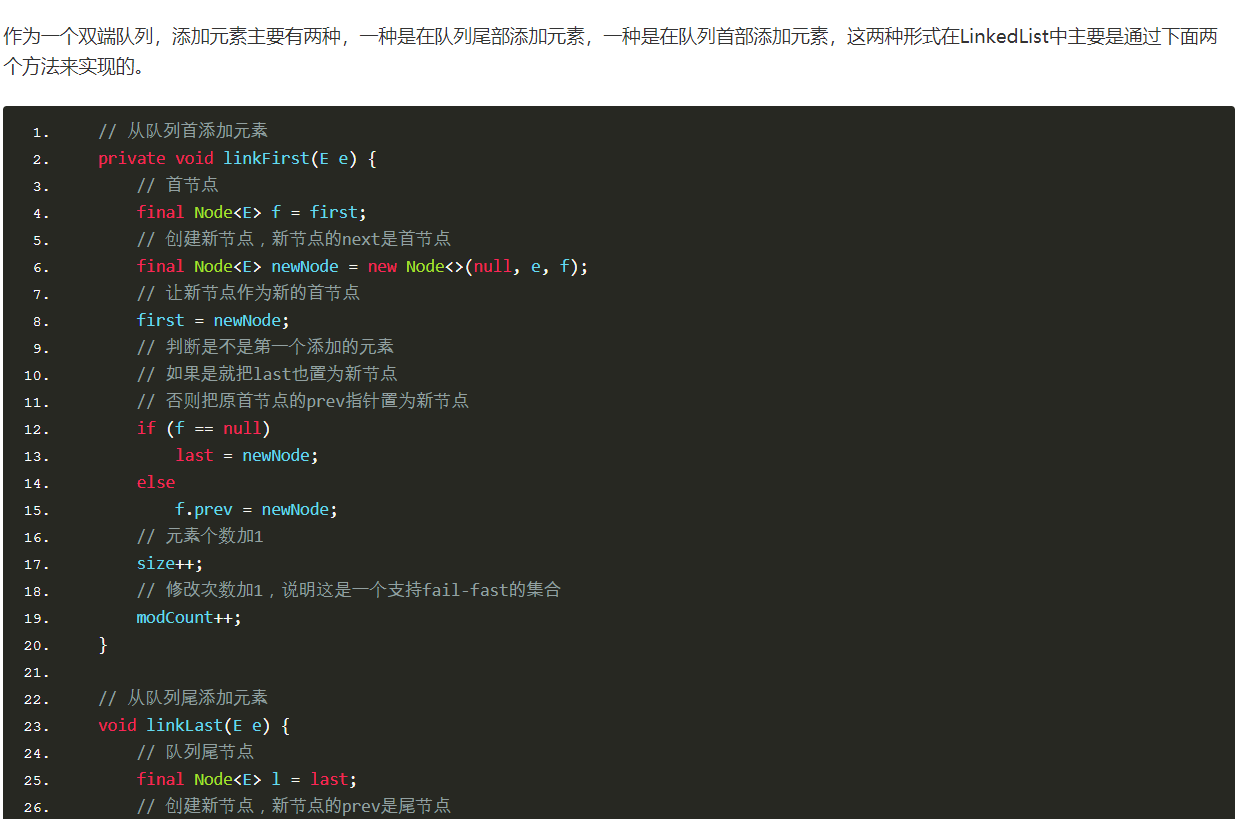 作为一个双端队列，添加元素主要有两种，一种是在队列尾部添加元素，一种是在队列首部添加元素，这两种形式在LinkedList中主要是通过下面两
个方法来实现的。
1. // 从队列首添加元素
2. private void linkFirst(E e) {
3. // 首节点
4. final Node<E> f = first;
5. // 创建新节点，新节点的next是首节点
6. final Node<E> newNode = new Node<>(null, e, f);
7. // 让新节点作为新的首节点
8. first = newNode;
9. // 判断是不是第一个添加的元素
10. // 如果是就把last也置为新节点
11. // 否则把原首节点的prev指针置为新节点
12. if (f == null)
13. last = newNode;
14. else
15. f.prev = newNode;
16. // 元素个数加1
17. size++;
18. // 修改次数加1，说明这是一个支持fail-fast的集合
19. modCount++;
20. }
21.
22. // 从队列尾添加元素
23. void linkLast(E e) {
24. // 队列尾节点
25. final Node<E> l = last;
26. // 创建新节点，新节点的prev是尾节点